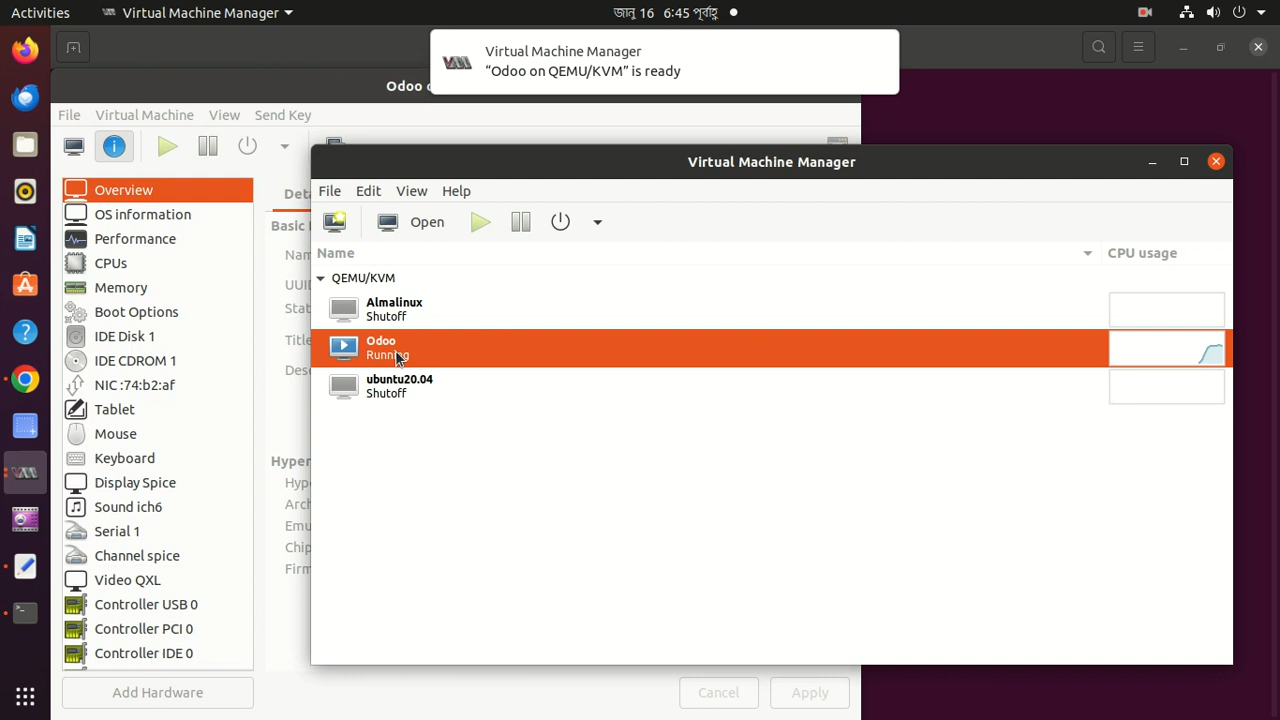 Activities
Virtual Machine Manager
জানু 16 6:45 পূর্বাহ্ণ
Virtual Machine Manager
“Odoo on QEMU/KVM” is ready
Odoo
File Virtual Machine View Send Key
Overview
OS information
Performance
CPUs
Memory
Boot Options
IDE Disk 1
IDE CDROM 1
NIC :74:b2:af
Tablet
Mouse
Keyboard
Display Spice
Sound ich6
Serial 1
Channel spice
Video QXL
Controller USB 0
Controller PCI 0
Controller IDE 0
Add Hardware
Basic
Cancel
Apply
Virtual Machine Manager
File Edit View Help
Open
Name CPU usage
QEMU/KVM
Almalinux
Shutoff
Odoo
Running
ubuntu20.04
Shutoff